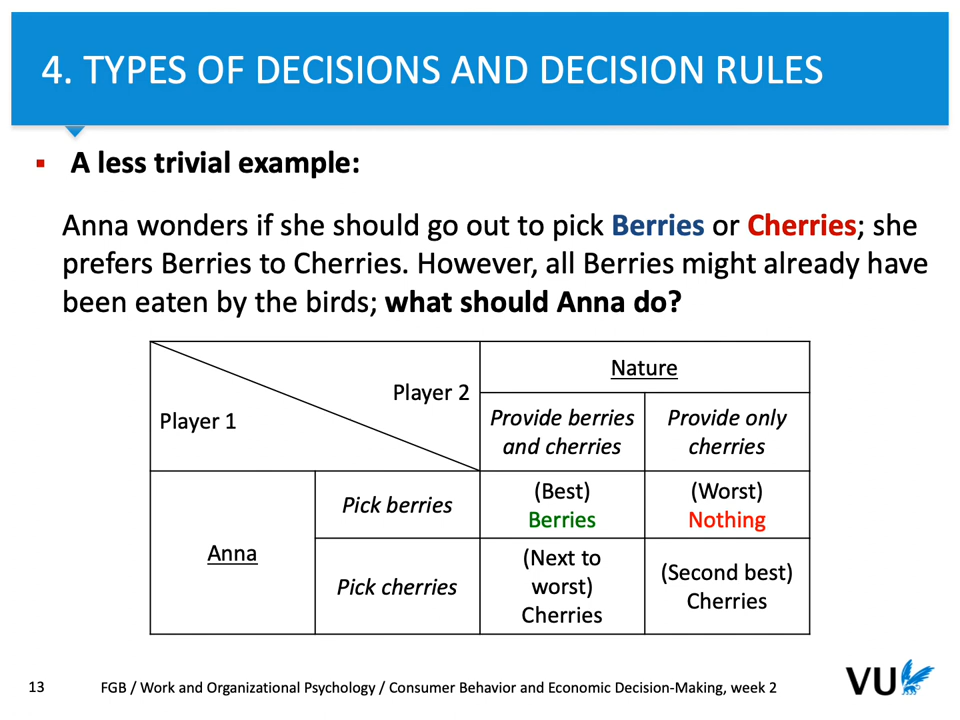 4. TYPES OF DECISIONS AND DECISION RULES
▪ A less trivial example:
Anna wonders if she should go out to pick Berries or Cherries; she
prefers Berries to Cherries. However, all Berries might already have
been eaten by the birds; what should Anna do?
Player 2
Player 1
Nature
Provide berries
and cherries
Provide only
cherries
Anna
Pick berries
(Best)
Berries
(Worst)
Nothing
Pick cherries
(Next to
worst)
Cherries
(Second best)
Cherries
13
FGB / Work and Organizational Psychology / Consumer Behavior and Economic Decision-Making, week 2
VU